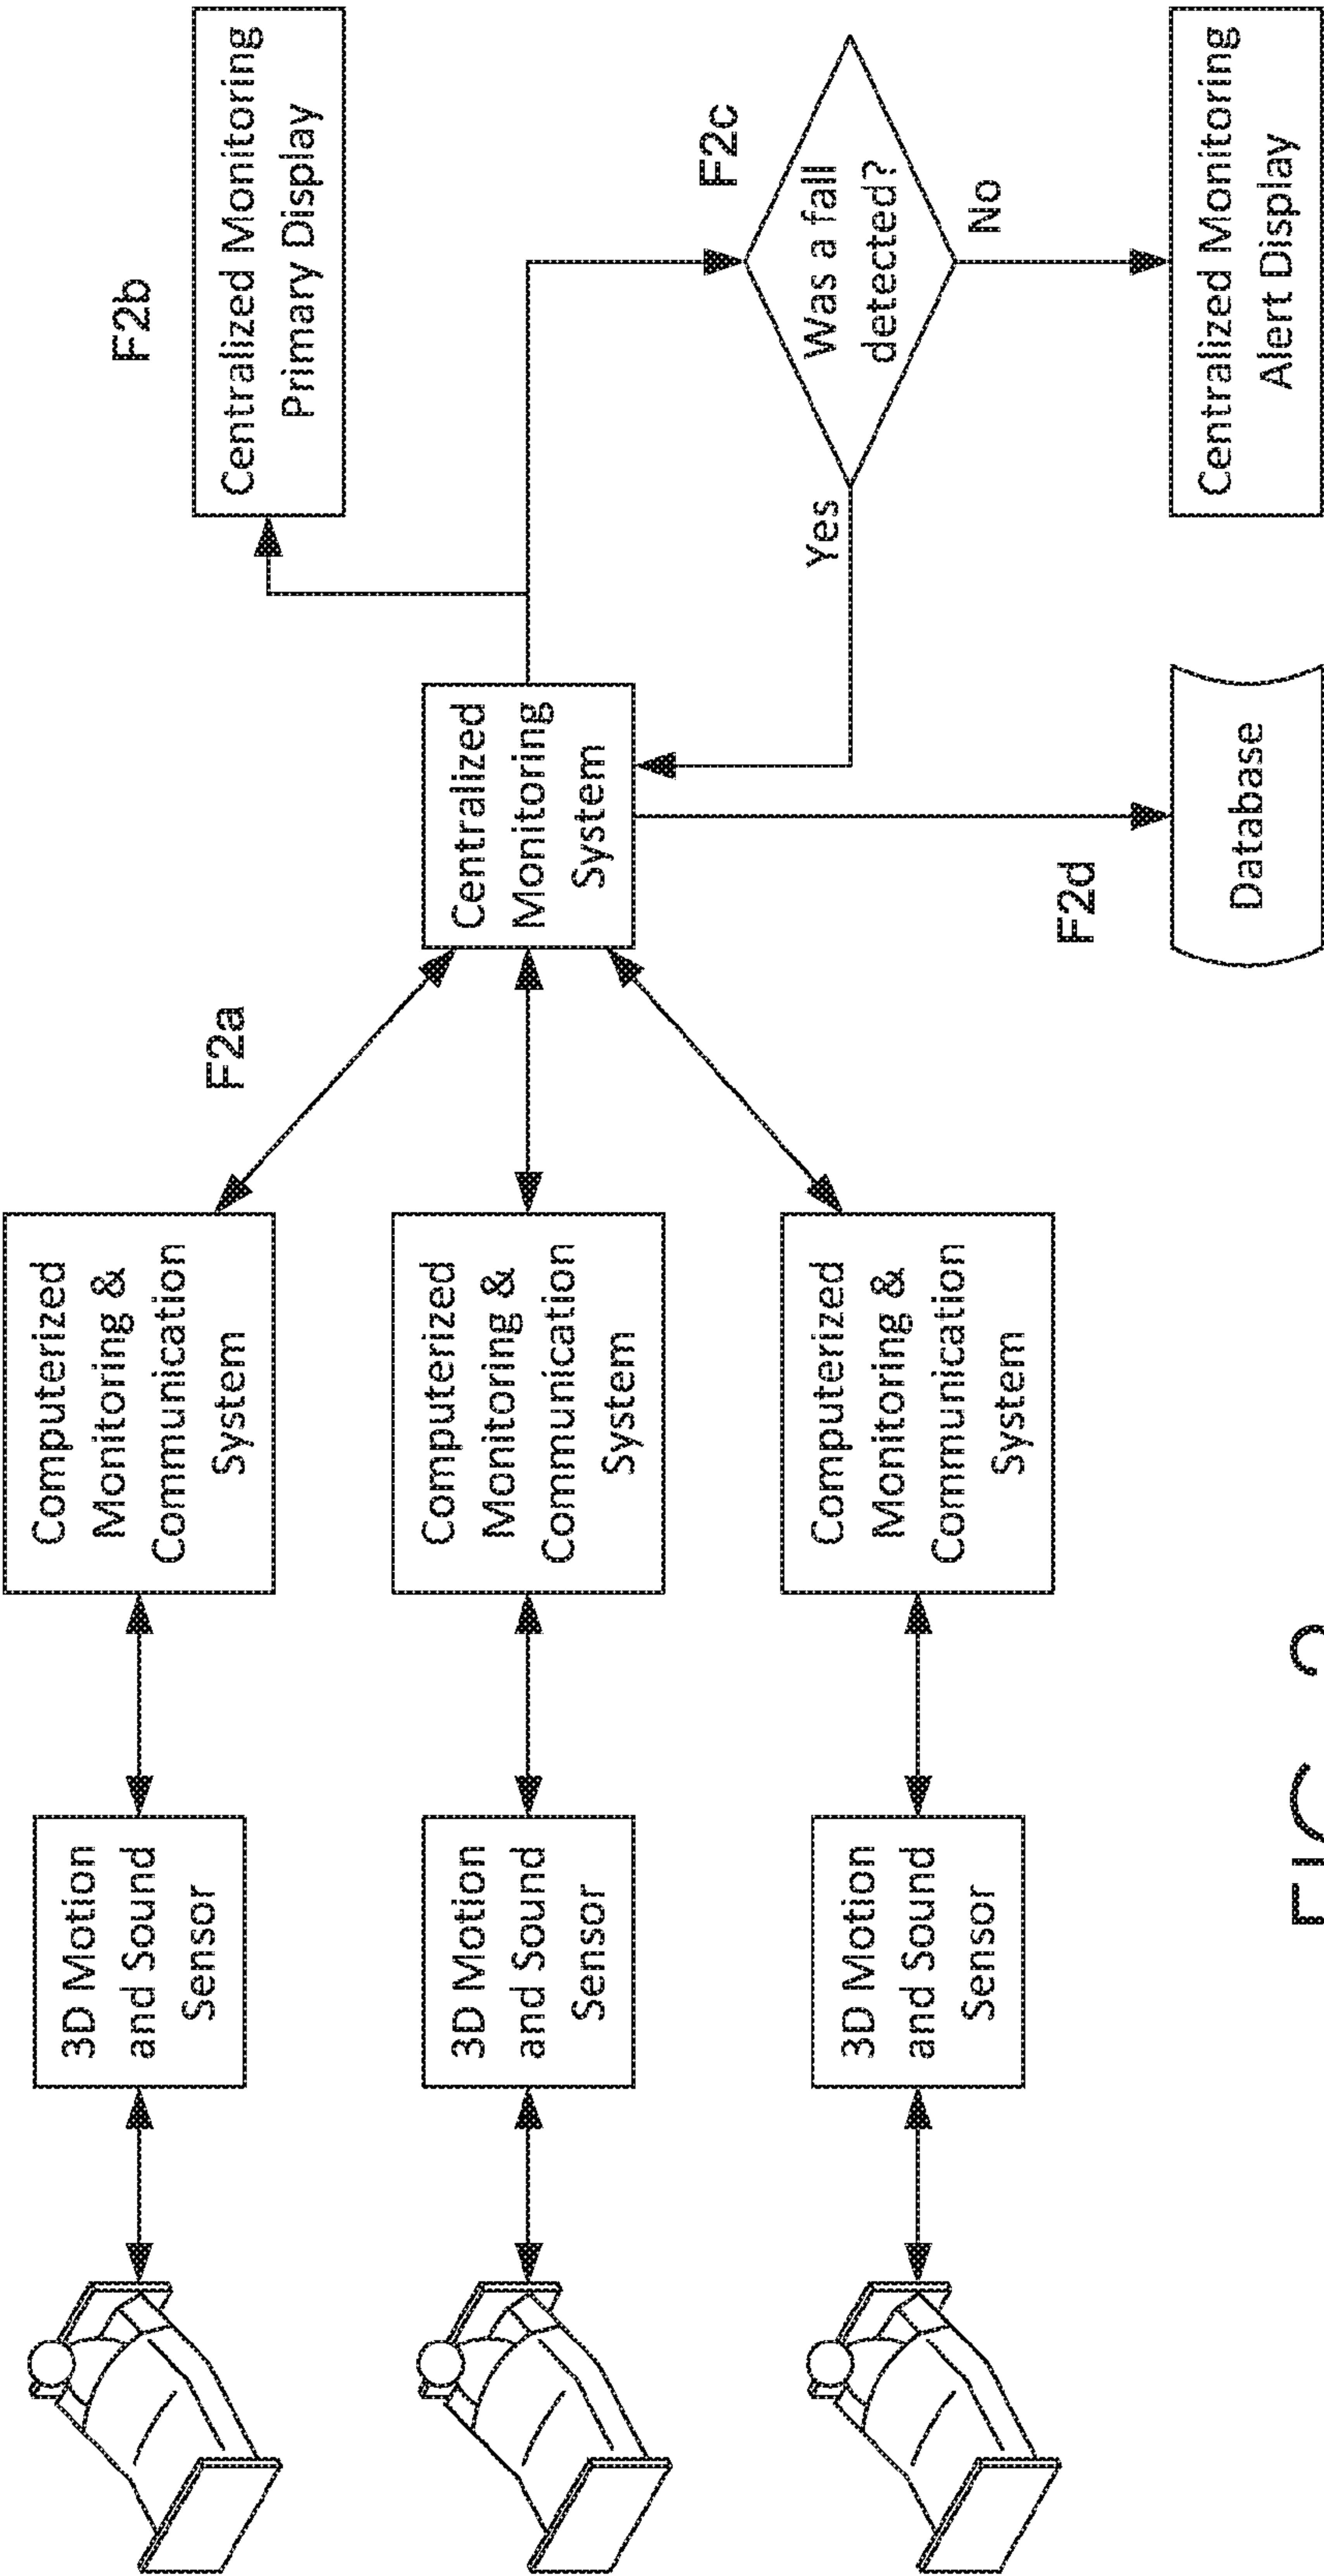 3D Motion
and Sound
Sensor
Computerized
Monitoring &
Communication
System
3D Motion
and Sound
Sensor
Computerized
Monitoring &
Communication
System
3D Motion
and Sound
Sensor
Computerized
Monitoring &
Communication
System
F2a
Centralized
Monitoring
System
F2b
Centralized Monitoring
Primary Display
F2c
Was a fall
detected?
Yes
No
F2d
Database
Centralized Monitoring
Alert Display